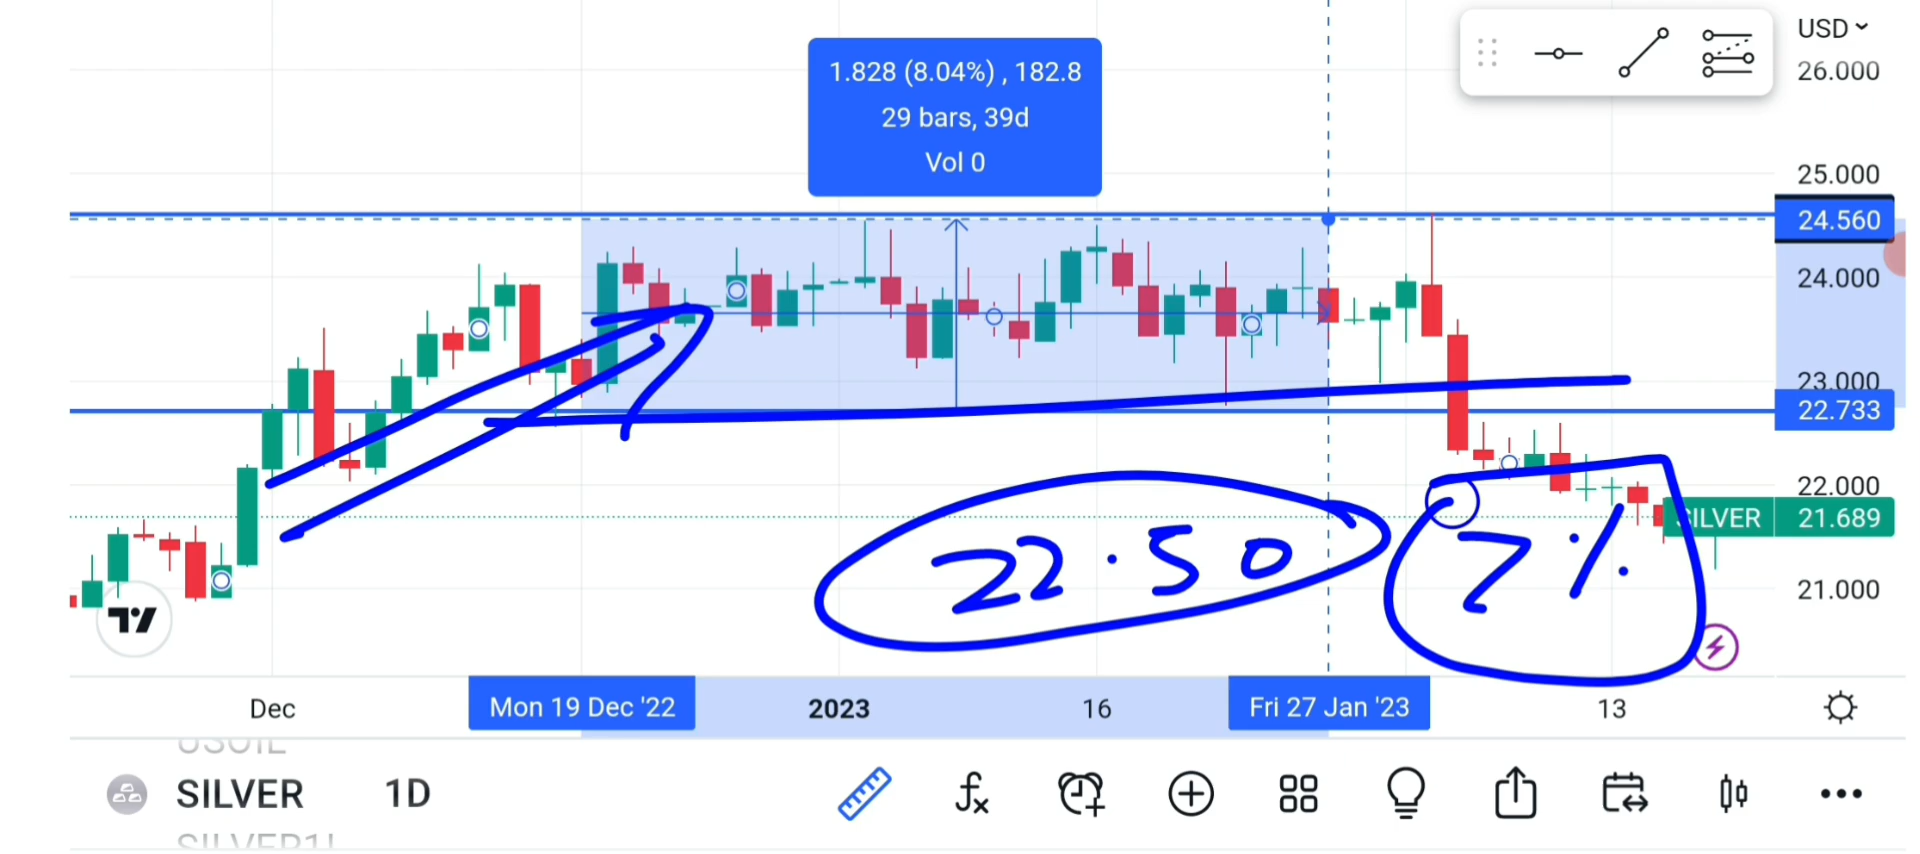 USD
26.000
1.828 (8.04%) , 182.8
29 bars, 39d
Vol 0
25.000
24.560
24.000
23.000
22.733
22.000
SILVER 21.689
22.50
21.000
Dec
Mon 19 Dec '22
2023
16
Fri 27 Jan '23
13
USOIL
SILVER 1D